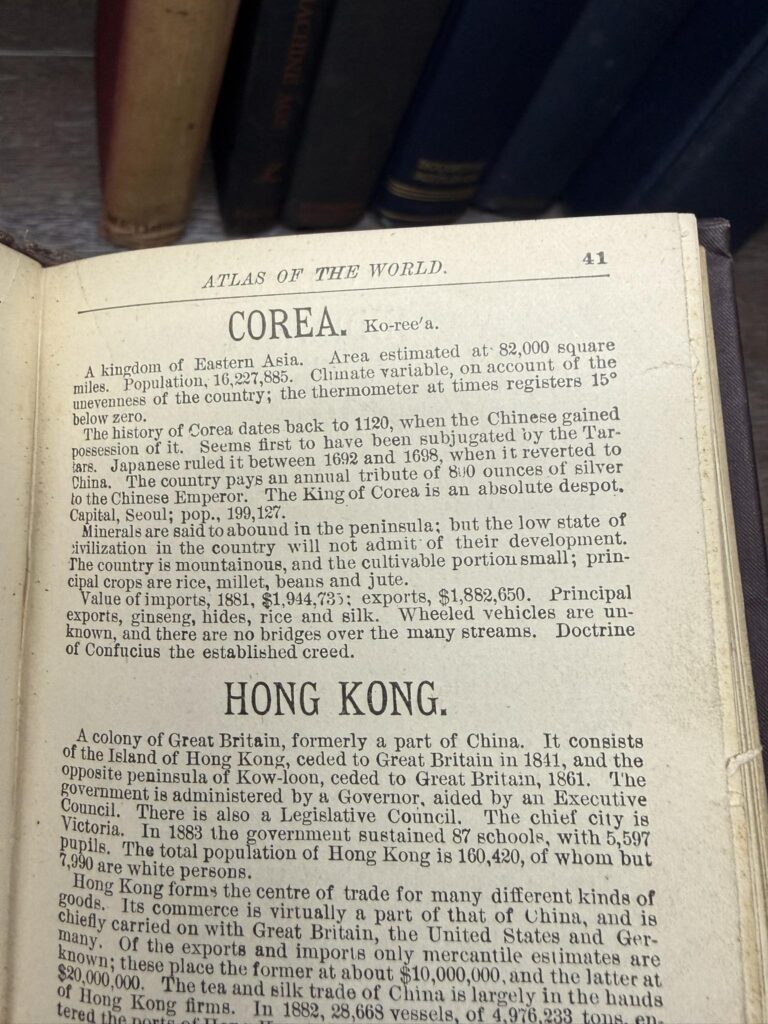 MACHINE AGE
ATLAS OF THE WORLD. 41
COREA. Ko-ree'a.
A kingdom of Eastern Asia. Area estimated at 82,000 square
miles. Population, 16,227,885. Climate variable, on account of the
unevenness of the country; the thermometer at times registers 15°
below zero.
The history of Corea dates back to 1120, when the Chinese gained
possession of it. Seems first to have been subjugated by the Tar-
tars. Japanese ruled it between 1692 and 1698, when it reverted to
China. The country pays an annual tribute of 800 ounces of silver
to the Chinese Emperor. The King of Corea is an absolute despot.
Capital, Seoul; pop., 199,127.
Minerals are said to abound in the peninsula; but the low state of
civilization in the country will not admit of their development.
The country is mountainous, and the cultivable portion small; prin-
cipal crops are rice, millet, beans and jute.
Value of imports, 1881, $1,944,735; exports, $1,882,650. Principal
exports, ginseng, hides, rice and silk. Wheeled vehicles are un-
known, and there are no bridges over the many streams. Doctrine
of Confucius the established creed.
HONG KONG.
A colony of Great Britain, formerly a part of China. It consists
of the Island of Hong Kong, ceded to Great Britain in 1841, and the
opposite peninsula of Kow-loon, ceded to Great Britain, 1861. The
government is administered by a Governor, aided by an Executive
Council. There is also a Legislative Council. The chief city is
Victoria. In 1883 the government sustained 87 schools, with 5,597
pupils. The total population of Hong Kong is 160,420, of whom but
7,990 are white persons.
Hong Kong forms the centre of trade for many different kinds of
goods. Its commerce is virtually a part of that of China, and is
chiefly carried on with Great Britain, the United States and Ger-
many. Of the exports and imports only mercantile estimates are
known; these place the former at about $10,000,000, and the latter at
$20,000,000. The tea and silk trade of China is largely in the hands
of Hong Kong firms. In 1882, 28,668 vessels, of 4,976,233 tons, en-
tered the ports of Hong